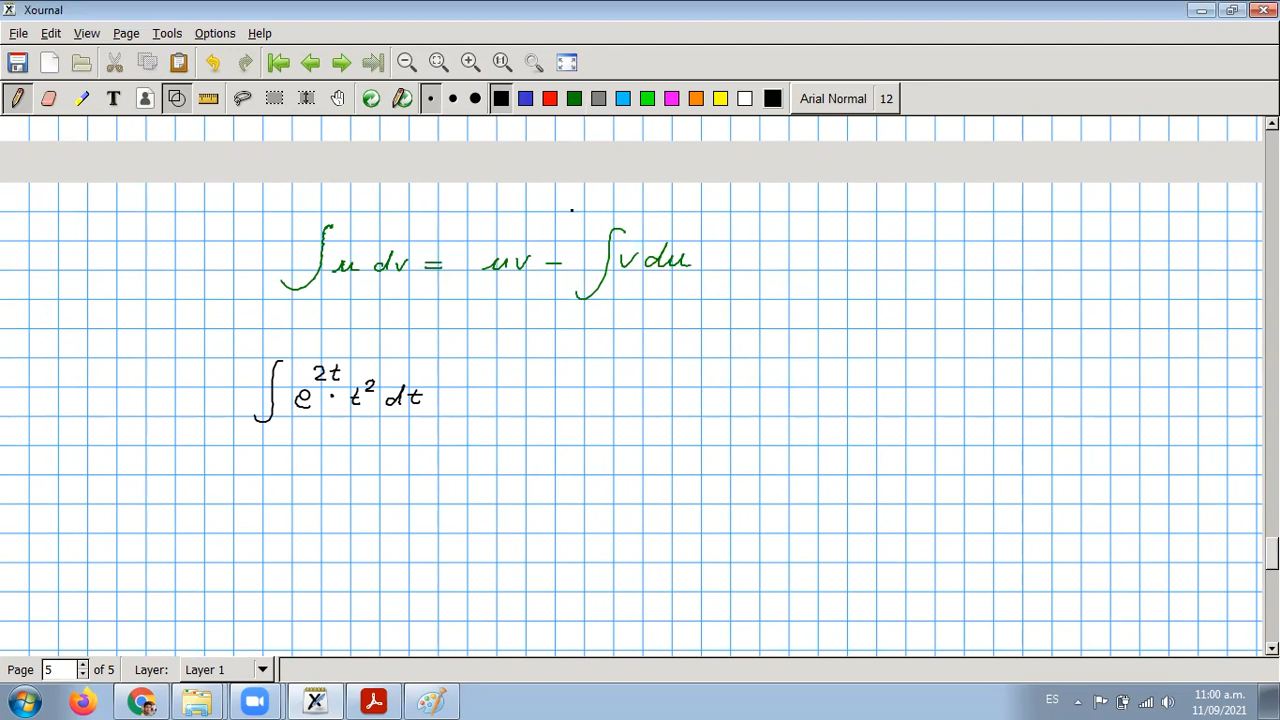 Xournal
File Edit View Page Tools Options Help
Arial Normal 12
∫ u dv = uv - ∫ v du
∫ e^{2t} · t² dt
Page 5 of 5 Layer: Layer 1
ES 11:00 a.m.
11/09/2021